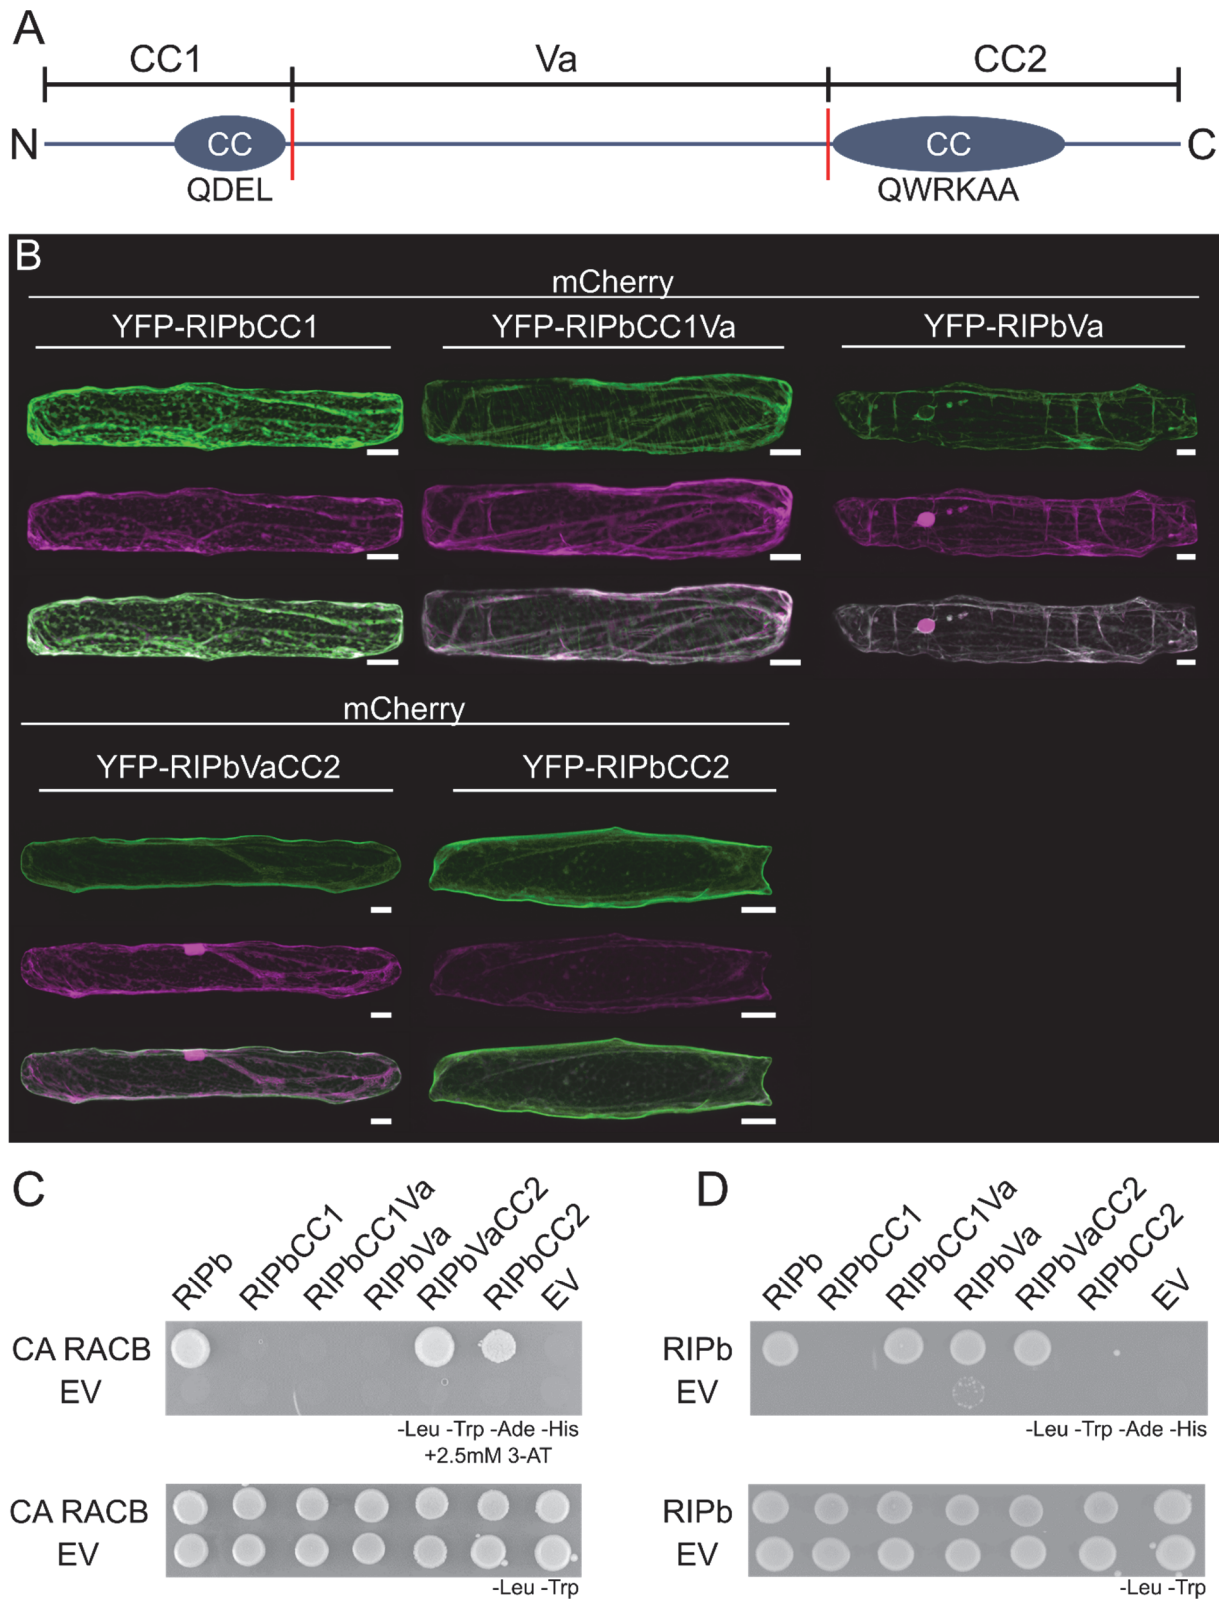 A
CC1 Va CC2
N CC CC C
QDEL QWRKAA
B
mCherry
YFP-RIPbCC1 YFP-RIPbCC1Va YFP-RIPbVa
mCherry
YFP-RIPbVaCC2 YFP-RIPbCC2
C
RIPb RIPbCC1 RIPbCC1Va RIPbVa RIPbVaCC2 RIPbCC2 EV
CA RACB
EV
-Leu -Trp -Ade -His
+2.5mM 3-AT
CA RACB
EV
-Leu -Trp
D
RIPb RIPbCC1 RIPbCC1Va RIPbVa RIPbVaCC2 RIPbCC2 EV
RIPb
EV
-Leu -Trp -Ade -His
RIPb
EV
-Leu -Trp